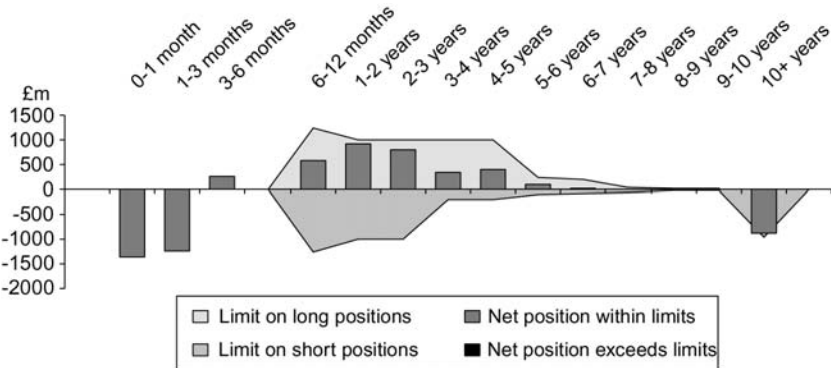 0-1 month
1-3 months
3-6 months
6-12 months
1-2 years
2-3 years
3-4 years
4-5 years
5-6 years
6-7 years
7-8 years
8-9 years
9-10 years
10+ years
£m
1500
1000
500
0
-500
-1000
-1500
-2000
Limit on long positions
Net position within limits
Limit on short positions
Net position exceeds limits